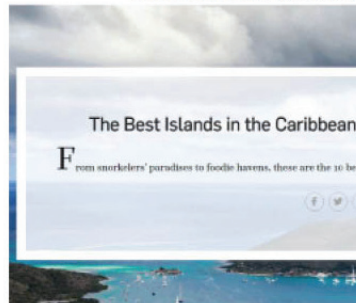 The Best Islands in the Caribbean
From snorkelers' paradises to foodie havens, these are the 10 be